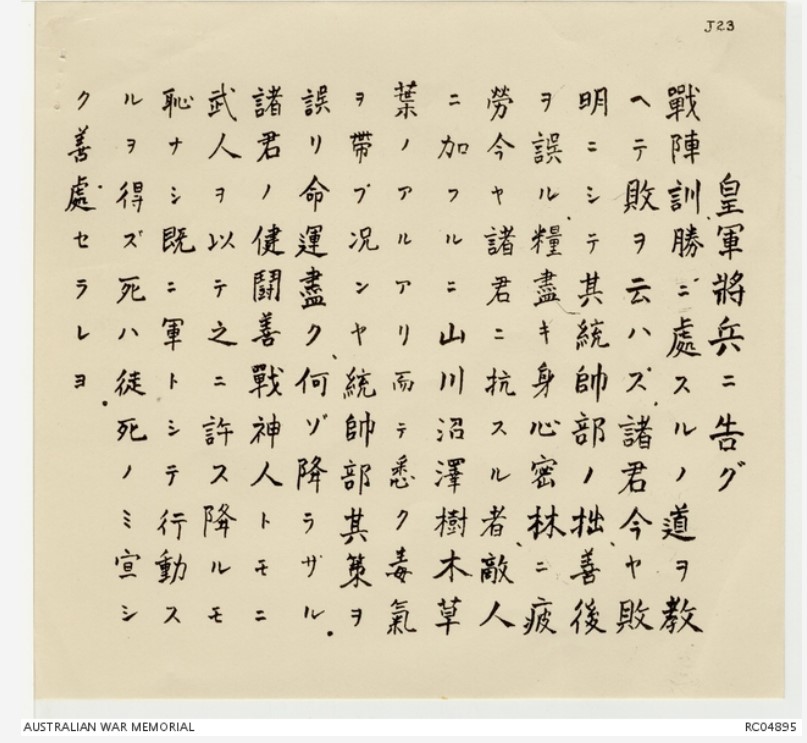 J23
皇軍將兵ニ告グ
戰陣訓、勝ニ處スルノ道ヲ教
ヘテ敗ヲ云ハズ、諸君今ヤ敗
明ニシテ其統帥部ノ拙、善後
ヲ誤ル、糧盡キ身心密林ニ疲
勞今ヤ諸君ニ抗スル者、敵人
ニ加フルニ山川沼澤樹木草
葉ノアルアリ而テ悉ク毒氣
ヲ帶ブ况ンヤ統帥部其策ヲ
誤リ命運盡ク、何ゾ降ラザル.
諸君ノ健鬪善戰神人トモニ
武人ヲ以テ之ニ許ス降ルモ
恥ナシ既ニ軍トシテ行動ス
ルヲ得ズ死ハ徒死ノミ宣シ
ク善處セラレヨ.
AUSTRALIAN WAR MEMORIAL
RC04895